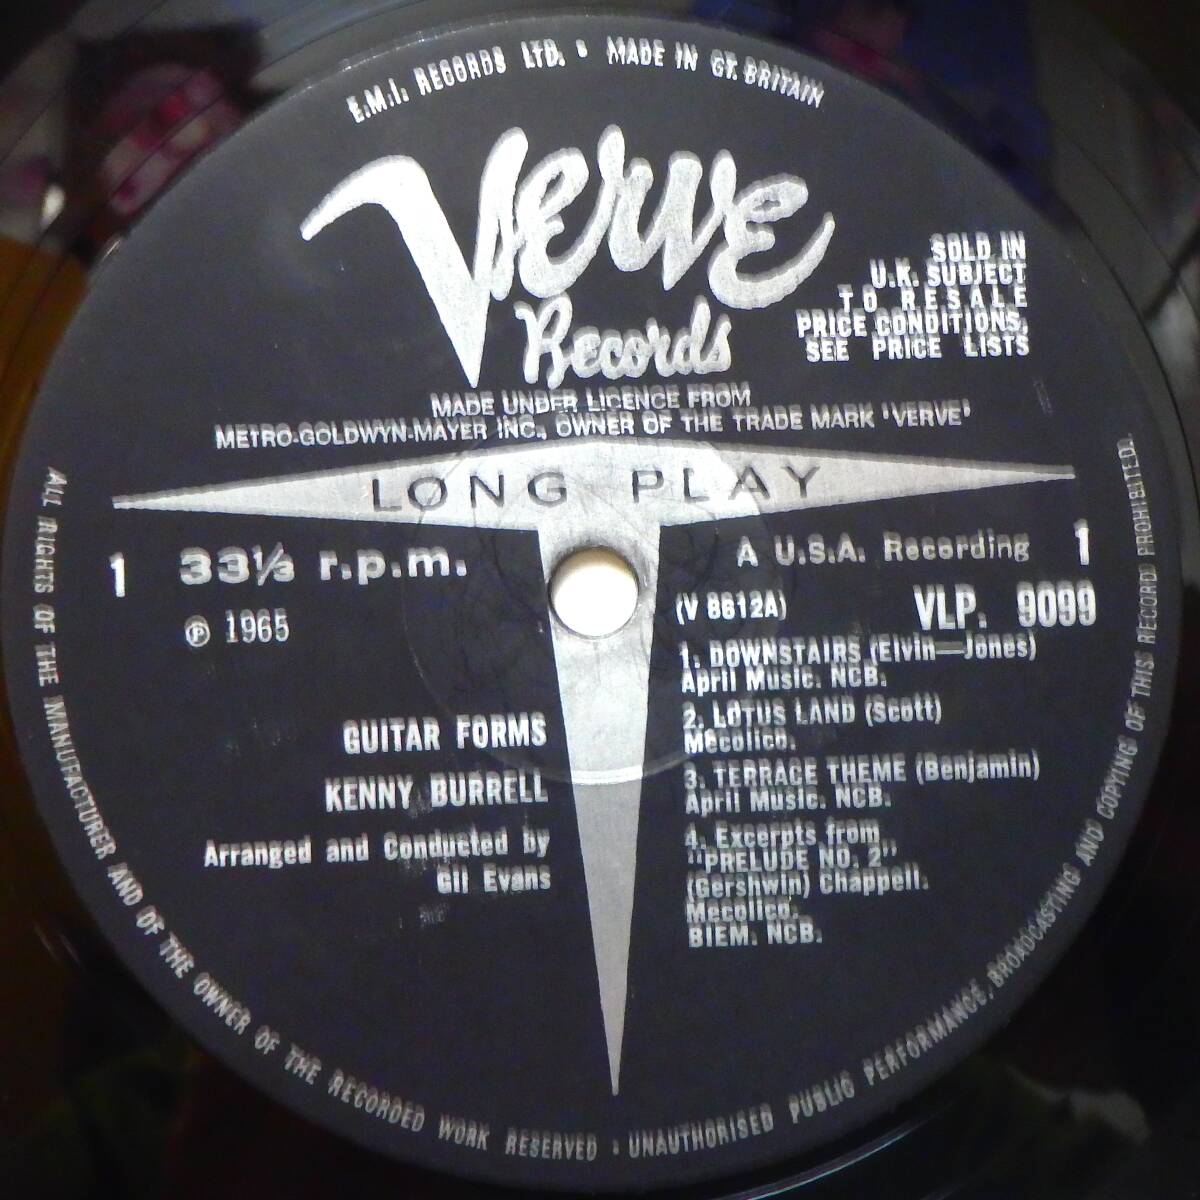 E.M.I. RECORDS LTD. • MADE IN GT. BRITAIN
Verve
Records
SOLD IN
U.K. SUBJECT
TO RESALE
PRICE CONDITIONS,
SEE PRICE LISTS
MADE UNDER LICENCE FROM
METRO-GOLDWYN-MAYER INC., OWNER OF THE TRADE MARK 'VERVE'
LONG PLAY
1 33⅓ r.p.m.
℗ 1965
A U.S.A. Recording 1
(V 8612A) VLP. 9099
GUITAR FORMS
KENNY BURRELL
Arranged and Conducted by
Gil Evans
1. DOWNSTAIRS (Elvin—Jones)
April Music. NCB.
2. LOTUS LAND (Scott)
Mecolico.
3. TERRACE THEME (Benjamin)
April Music. NCB.
4. Excerpts from
"PRELUDE NO. 2"
(Gershwin) Chappell.
Mecolico.
BIEM. NCB.
ALL RIGHTS OF THE MANUFACTURER AND OF THE OWNER OF THE RECORDED WORK RESERVED • UNAUTHORISED PUBLIC PERFORMANCE, BROADCASTING AND COPYING OF THIS RECORD PROHIBITED.